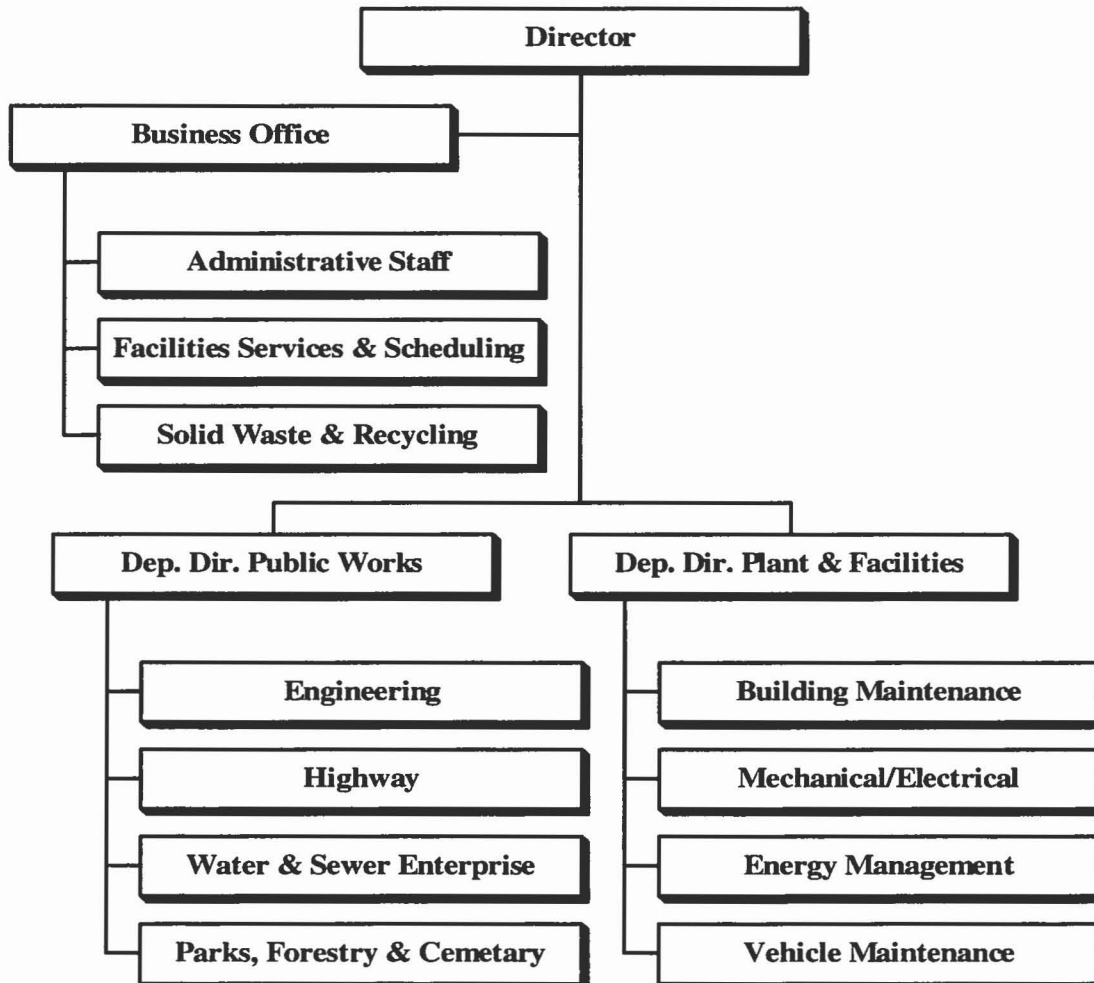 Director
Business Office
Administrative Staff
Facilities Services & Scheduling
Solid Waste & Recycling
Dep. Dir. Public Works
Dep. Dir. Plant & Facilities
Engineering
Highway
Water & Sewer Enterprise
Parks, Forestry & Cemetary
Building Maintenance
Mechanical/Electrical
Energy Management
Vehicle Maintenance